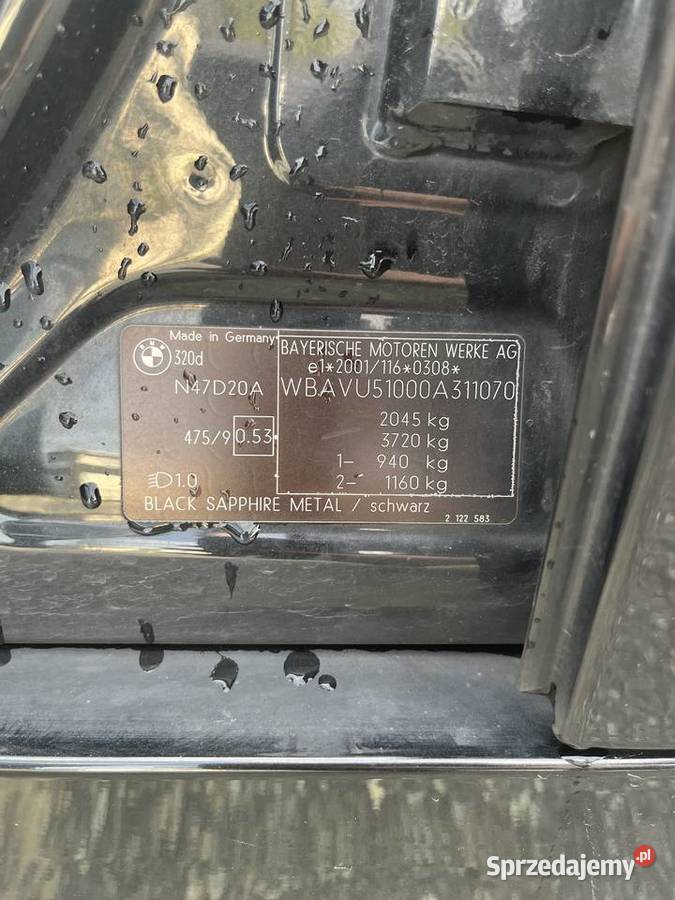 Made in Germany
BMW
320d
N47D20A
475/9 0.53
1.0
BAYERISCHE MOTOREN WERKE AG
e1*2001/116*0308*
WBAVU51000A311070
2045 kg
3720 kg
1- 940 kg
2- 1160 kg
BLACK SAPPHIRE METAL / schwarz
2 122 583
Sprzedajemy.pl